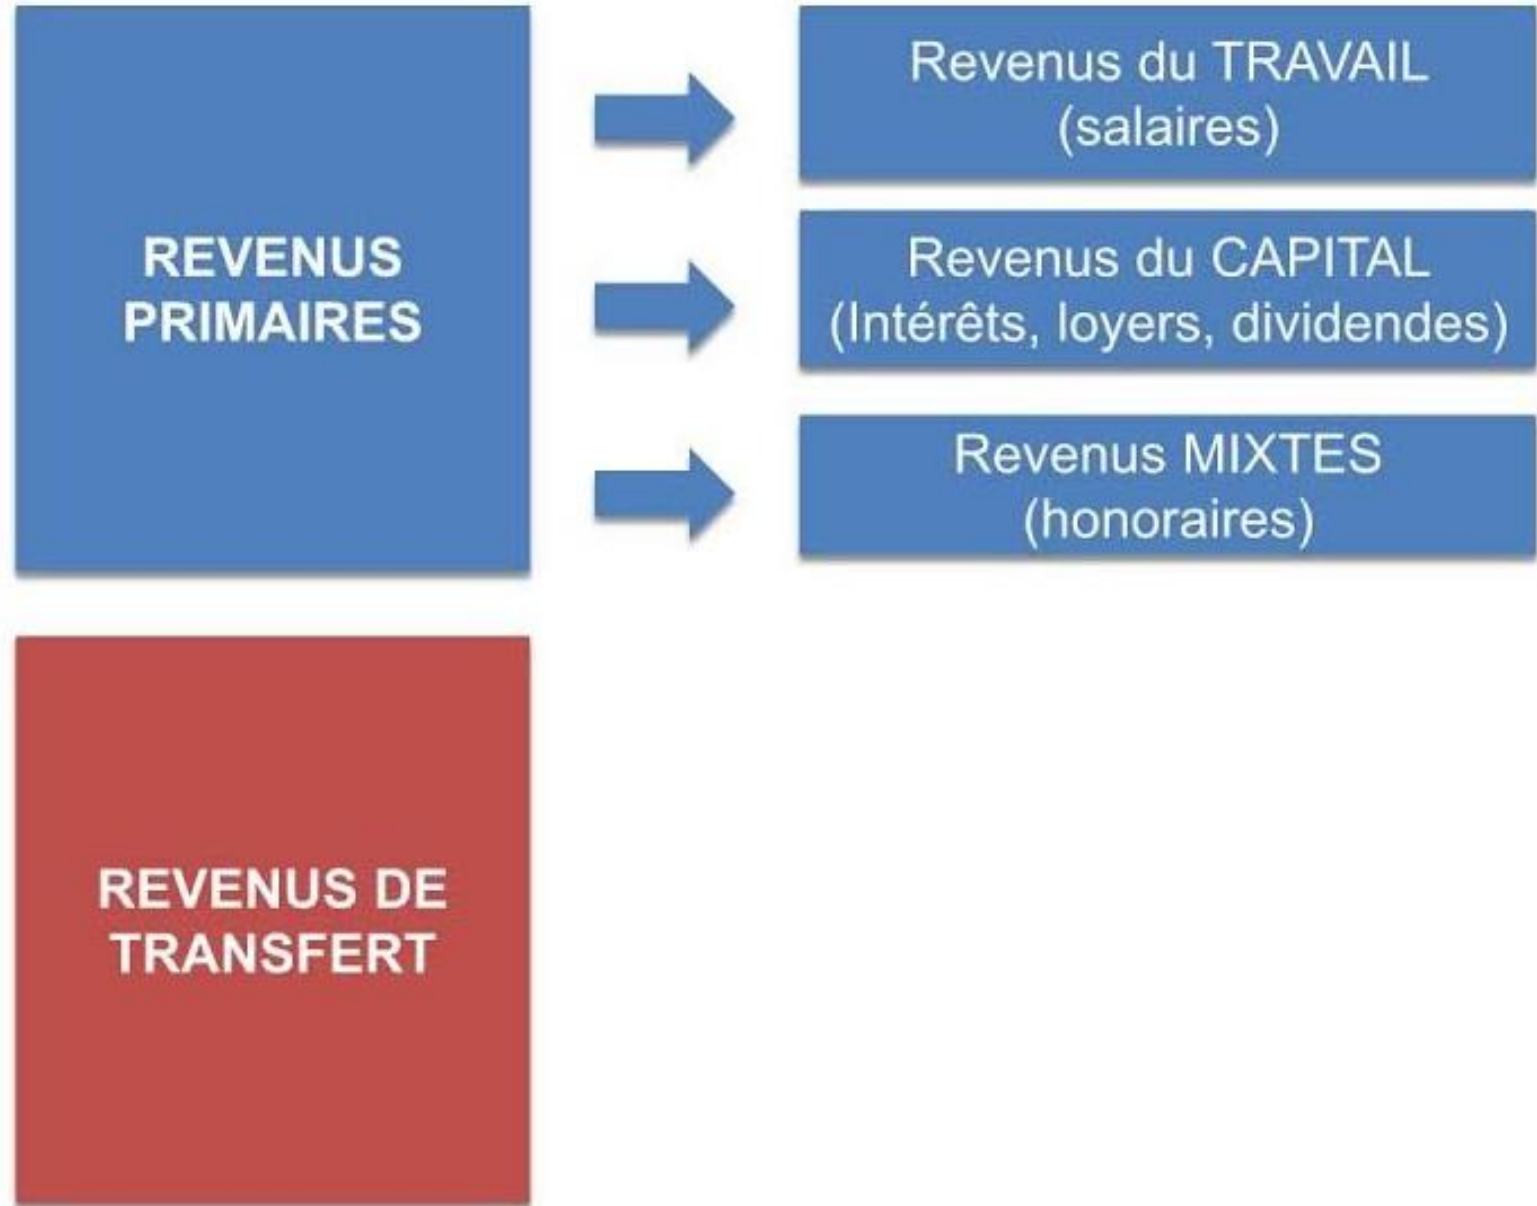 REVENUS
PRIMAIRES
Revenus du TRAVAIL
(salaires)
Revenus du CAPITAL
(Intérêts, loyers, dividendes)
Revenus MIXTES
(honoraires)
REVENUS DE
TRANSFERT